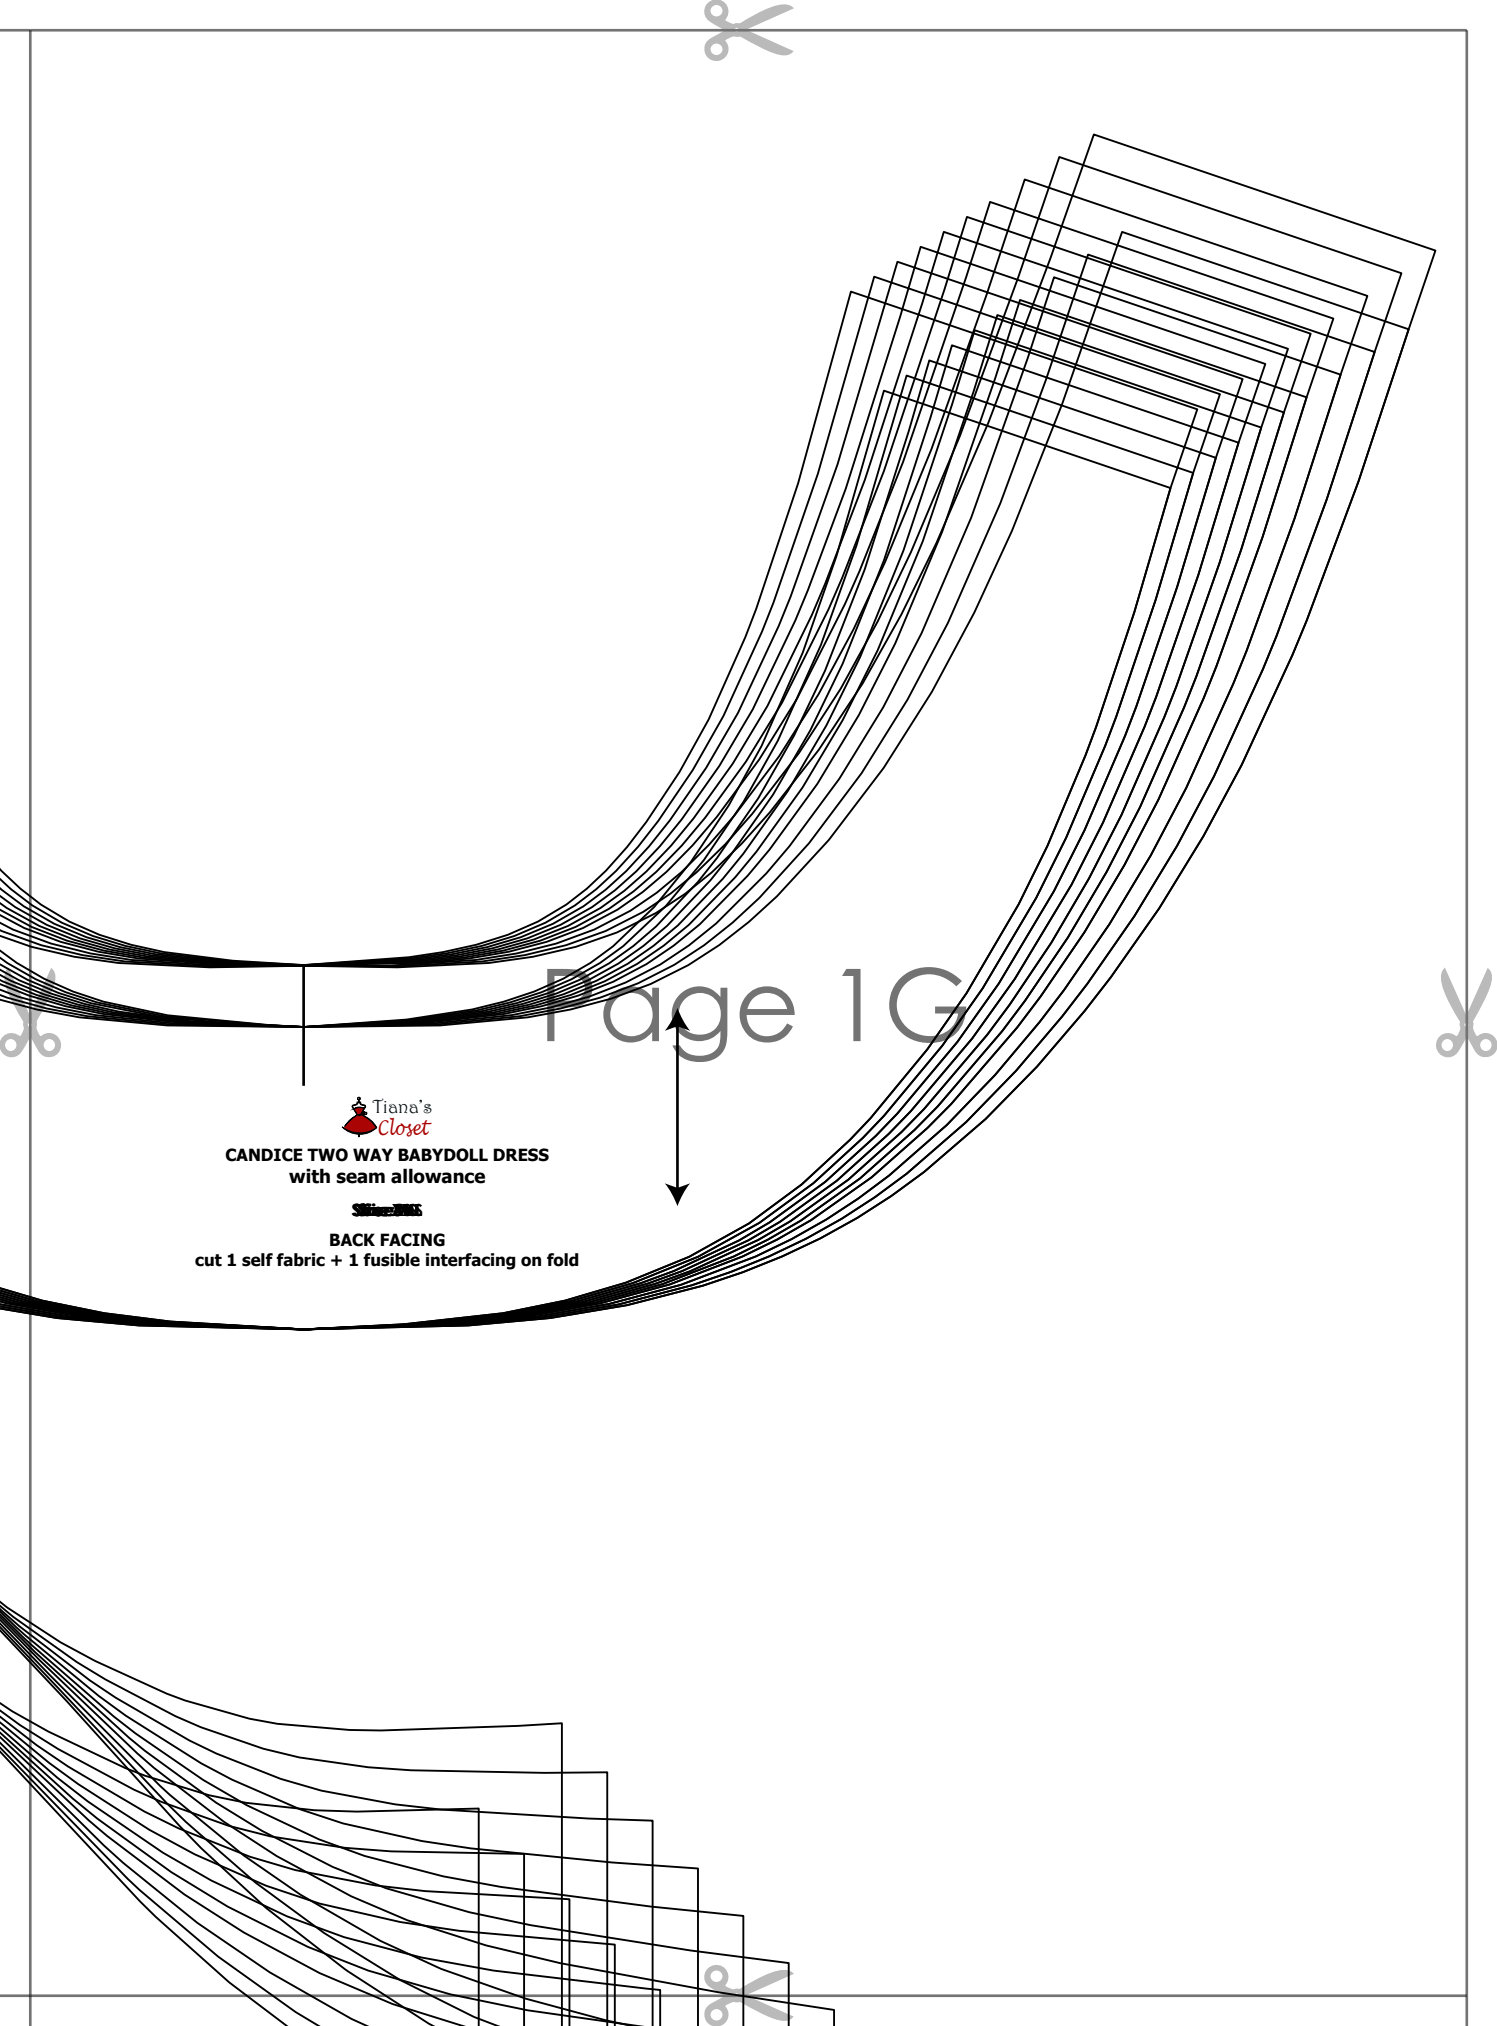 Page 1G
Tiana's
Closet
CANDICE TWO WAY BABYDOLL DRESS
with seam allowance
BACK FACING
cut 1 self fabric + 1 fusible interfacing on fold